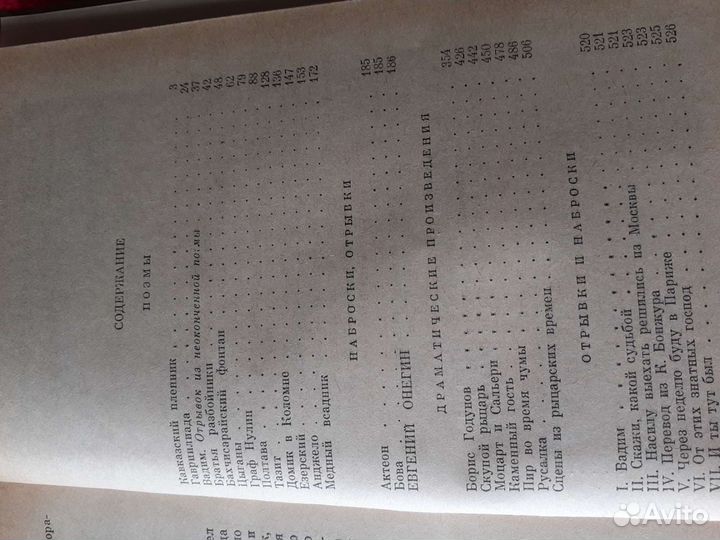 СОДЕРЖАНИЕ
ПОЭМЫ
Кавказский пленник . . . . . . . . . . 3
Гавриилиада . . . . . . . . . . 24
Вадим. Отрывок из неоконченной поэмы . . . . 37
Братья разбойники . . . . . . . . . . 42
Бахчисарайский фонтан . . . . . . . . . . 48
Цыганы . . . . . . . . . . 62
Граф Нулин . . . . . . . . . . 79
Полтава . . . . . . . . . . 83
Тазит . . . . . . . . . . 128
Домик в Коломне . . . . . . . . . . 136
Езерский . . . . . . . . . . 147
Анджело . . . . . . . . . . 153
Медный всадник . . . . . . . . . . 172
НАБРОСКИ, ОТРЫВКИ
Актеон . . . . . . . . . . 185
Бова . . . . . . . . . . 185
ЕВГЕНИЙ ОНЕГИН . . . . . . . . . . 186
ДРАМАТИЧЕСКИЕ ПРОИЗВЕДЕНИЯ
Борис Годунов . . . . . . . . . . 354
Скупой рыцарь . . . . . . . . . . 426
Моцарт и Сальери . . . . . . . . . . 442
Каменный гость . . . . . . . . . . 450
Пир во время чумы . . . . . . . . . . 478
Русалка . . . . . . . . . . 486
Сцены из рыцарских времен . . . . . . . . . . 506
ОТРЫВКИ И НАБРОСКИ
I. Вадим . . . . . . . . . . 520
II. Скажи, какой судьбой . . . . . . . . . . 521
III. Насилу выехать решились из Москвы . . . . 521
IV. Перевод из К. Бонжура . . . . . . . . . . 523
V. Через неделю буду в Париже . . . . . . . . 523
VI. От этих знатных господ . . . . . . . . . . 525
VII. И ты тут был . . . . . . . . . . 526
ора-
Avito